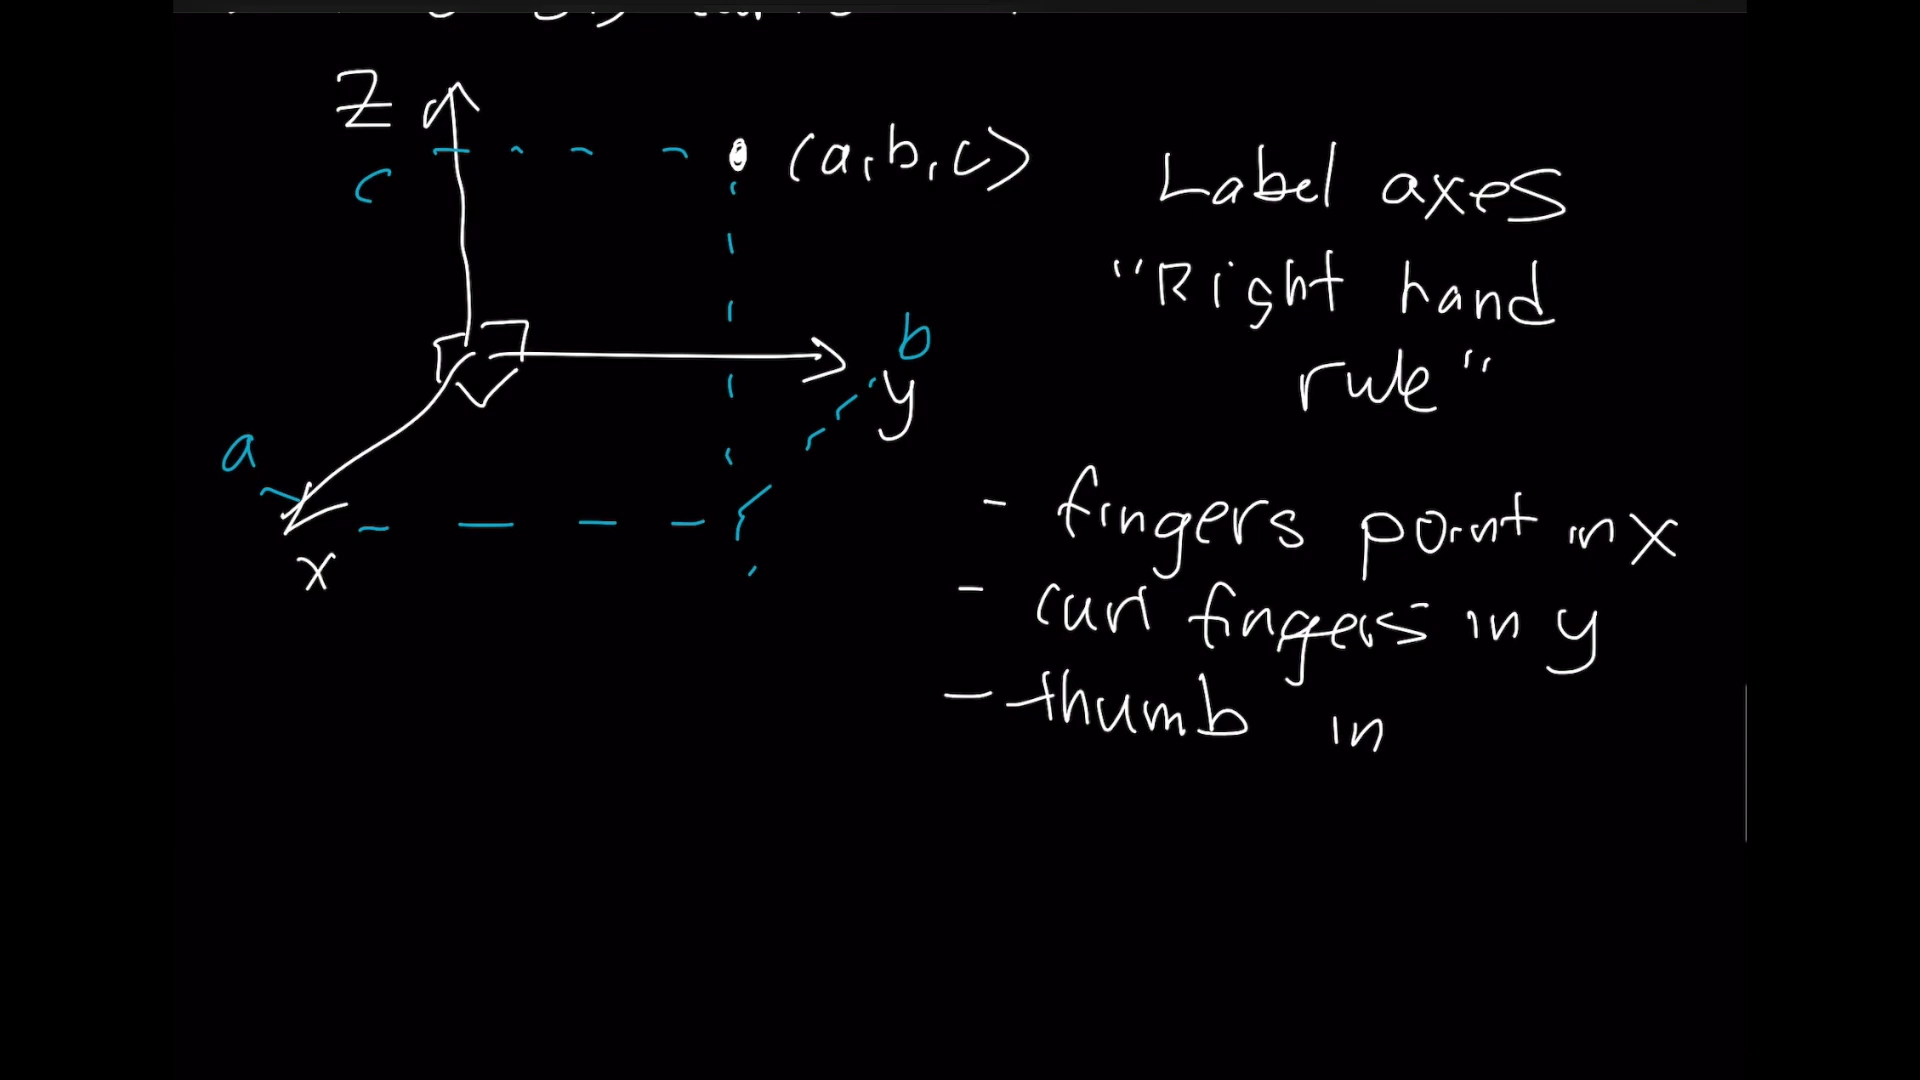 Z
c
(a,b,c)
b
y
a
x
Label axes
"Right hand
rule"
- fingers point in x
- curl fingers in y
- thumb in